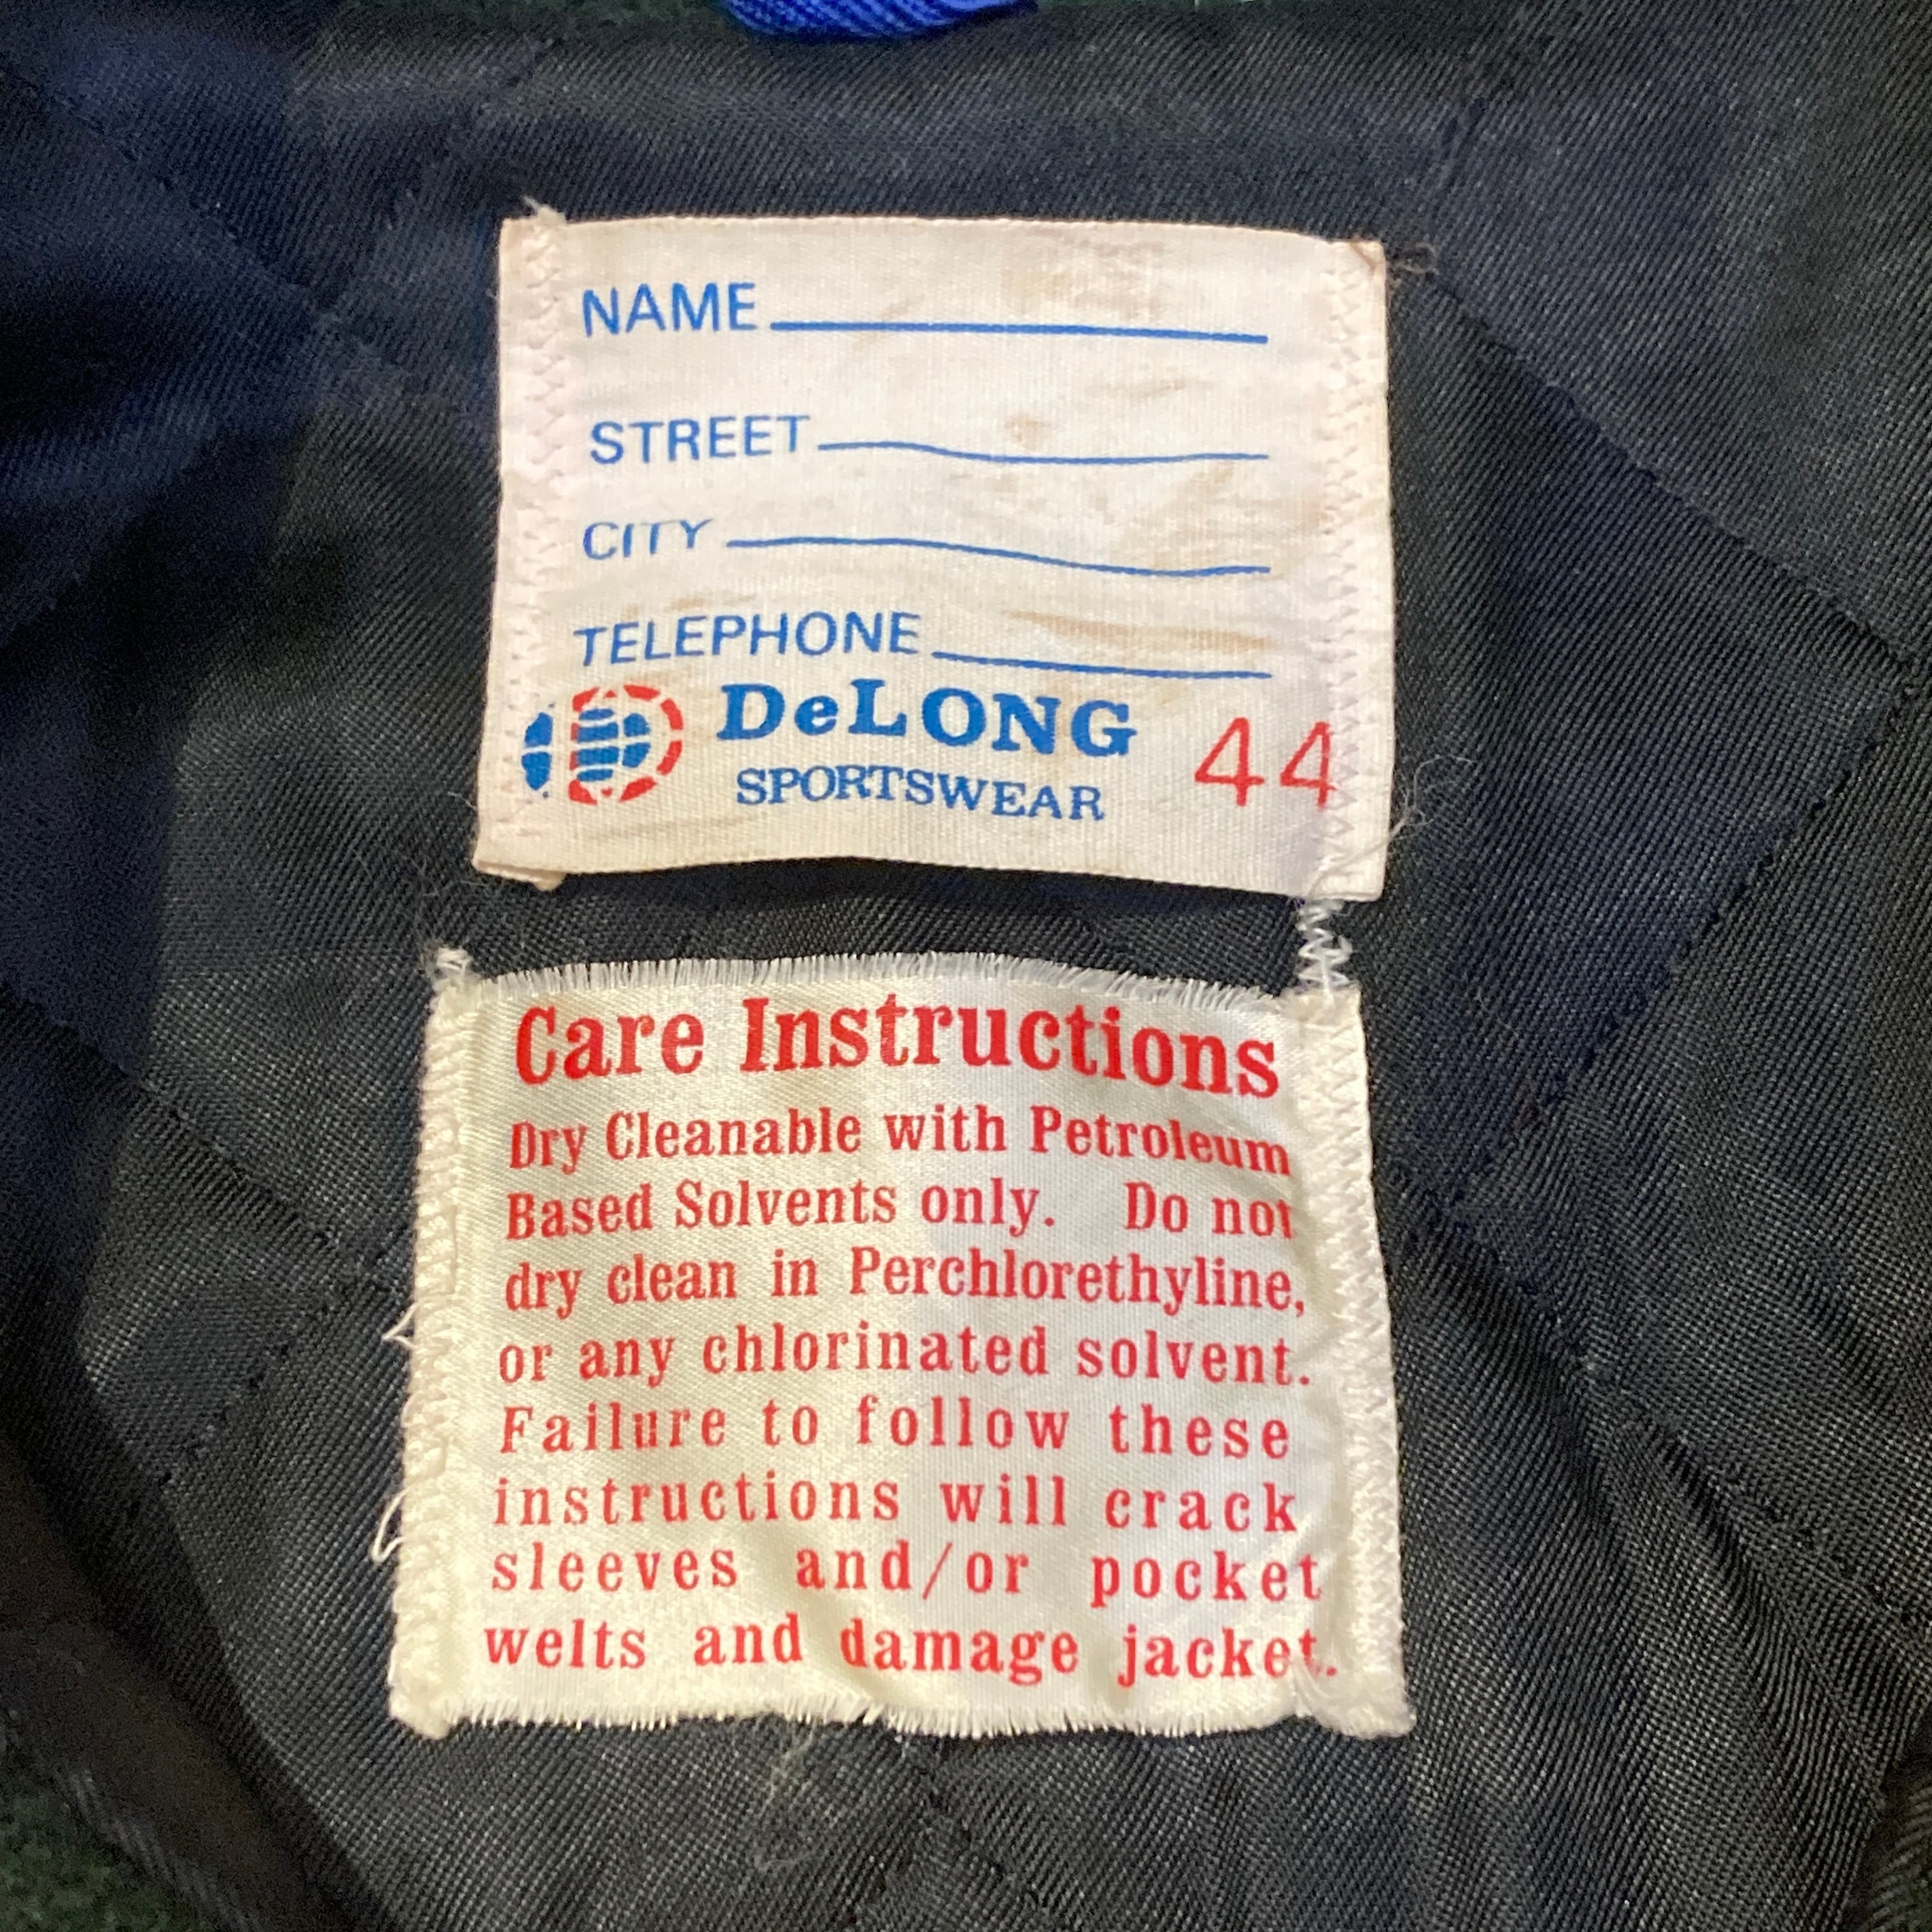 NAME
STREET
CITY
TELEPHONE
DeLONG 44
SPORTSWEAR
Care Instructions
Dry Cleanable with Petroleum
Based Solvents only. Do not
dry clean in Perchlorethyline,
or any chlorinated solvent.
Failure to follow these
instructions will crack
sleeves and/or pocket
welts and damage jacket.